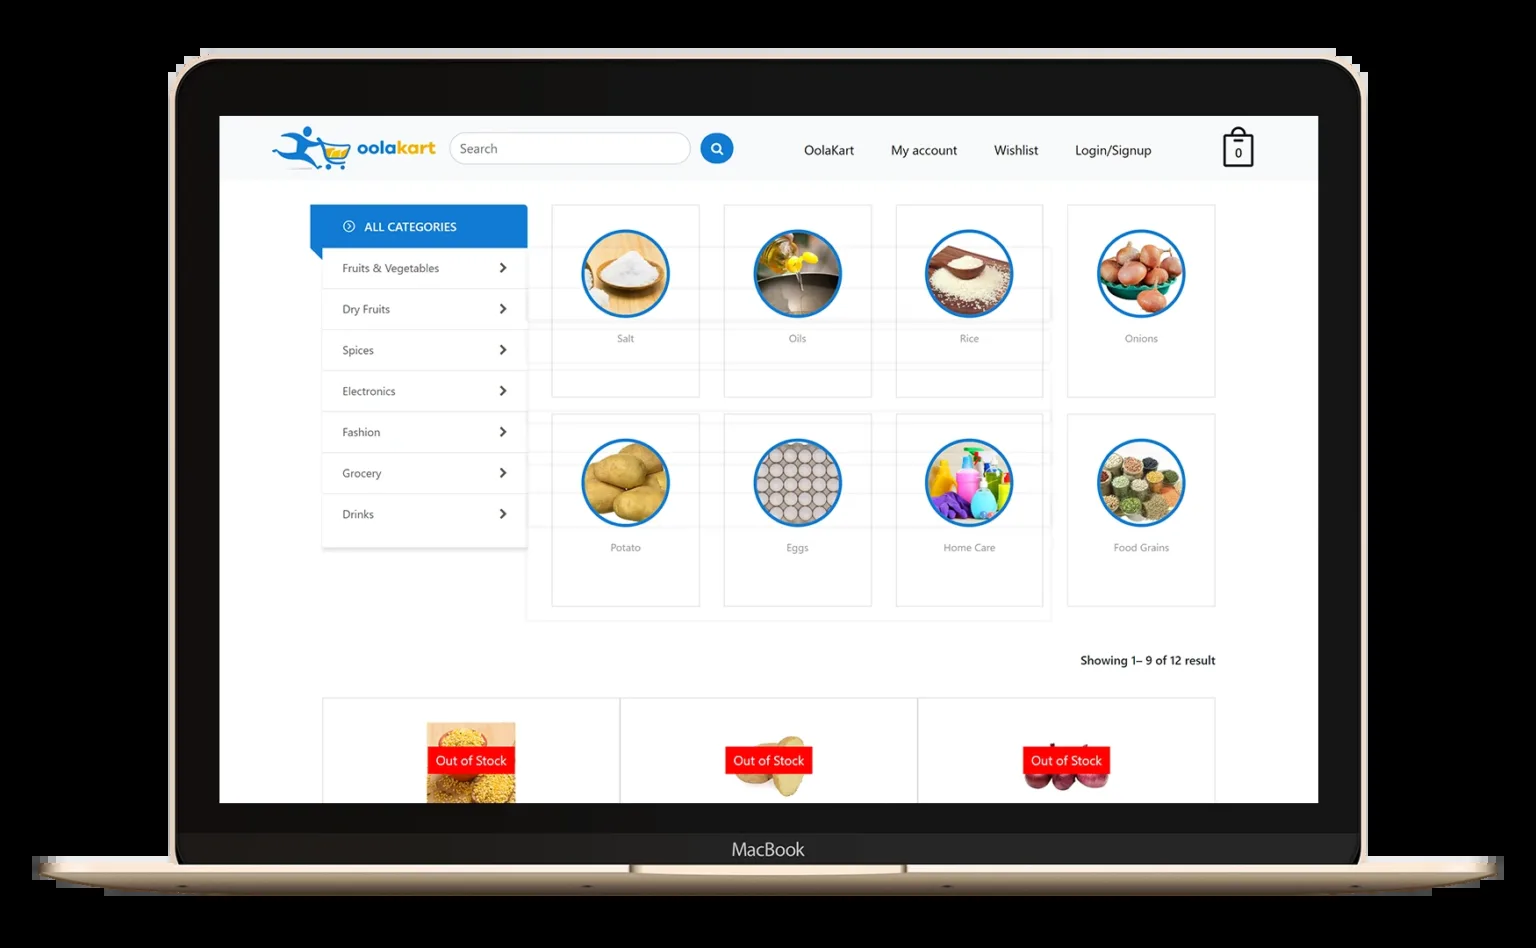 oolakart
Search
OolaKart
My account
Wishlist
Login/Signup
0
ALL CATEGORIES
Fruits & Vegetables
Dry Fruits
Spices
Electronics
Fashion
Grocery
Drinks
Salt
Oils
Rice
Onions
Potato
Eggs
Home Care
Food Grains
Showing 1– 9 of 12 result
Out of Stock
Out of Stock
Out of Stock
MacBook